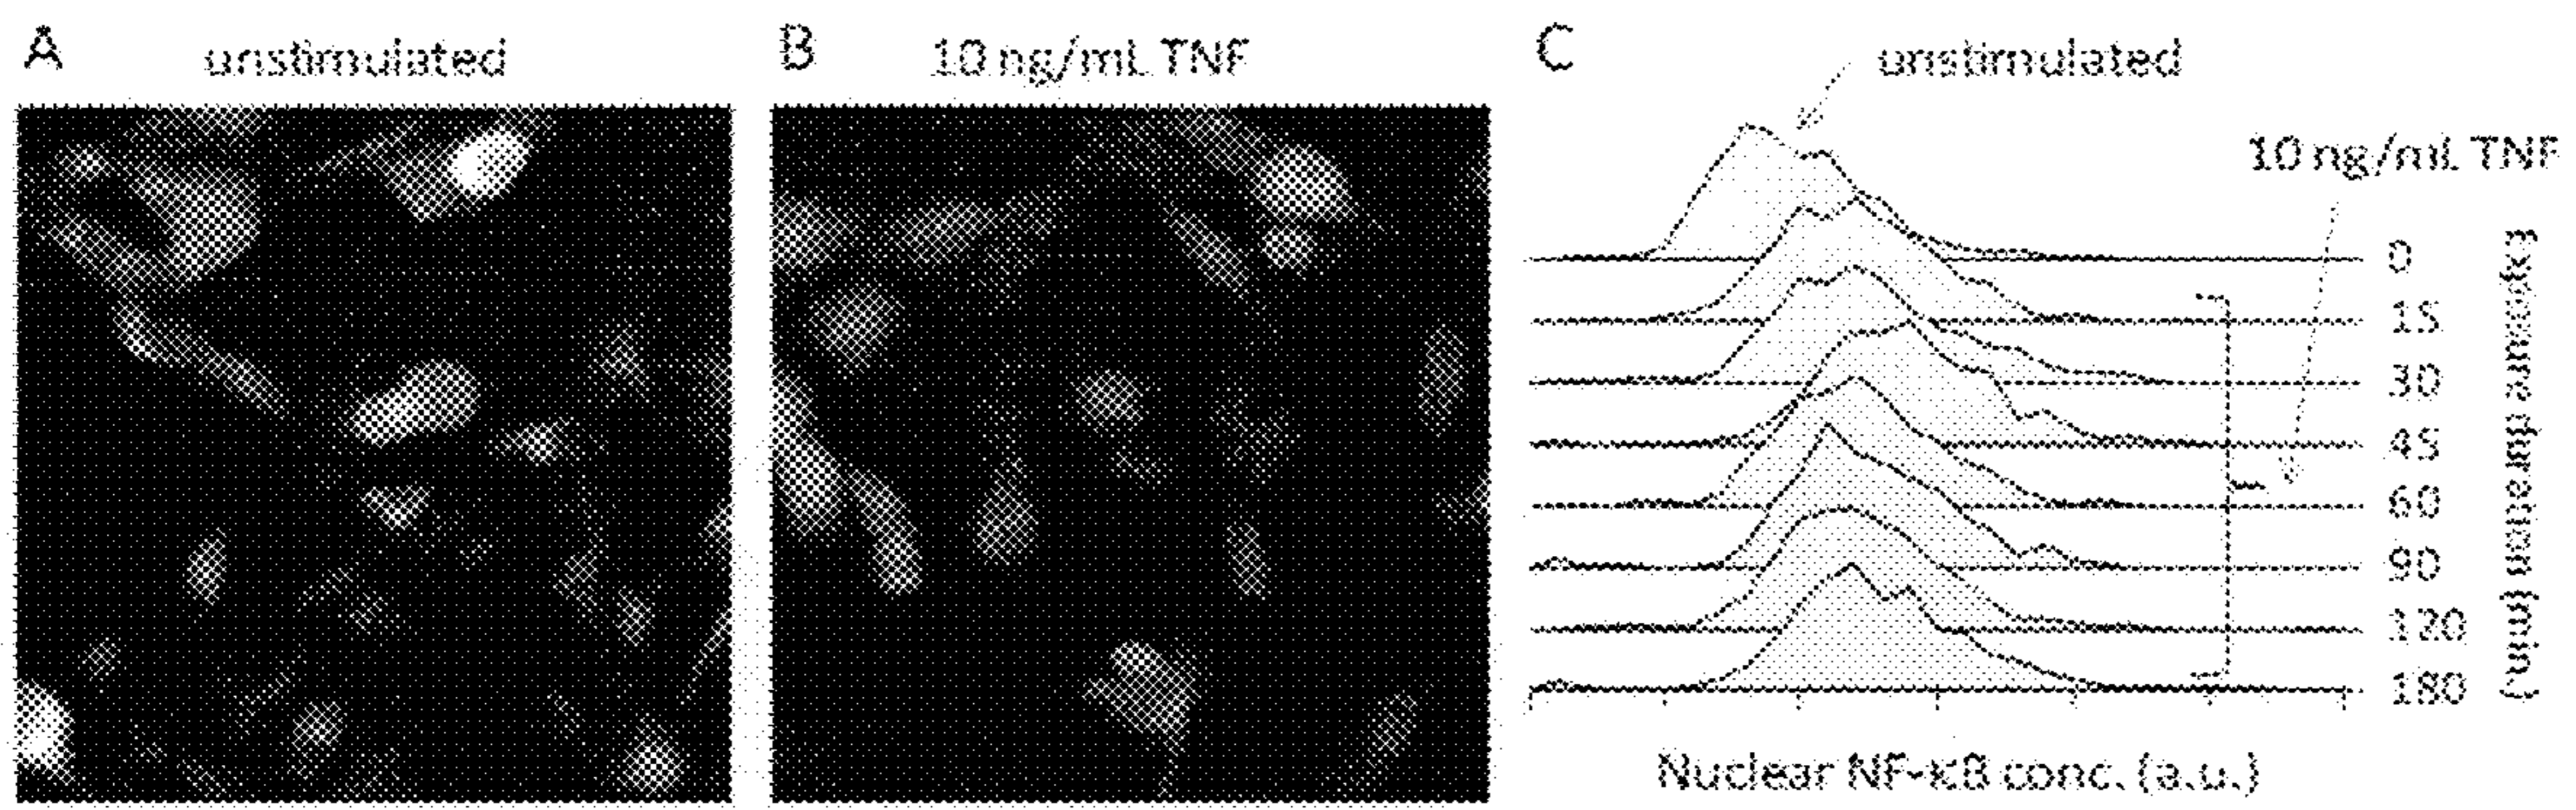 A
unstimulated
B
10 ng/mL TNF
C
unstimulated
10 ng/mL TNF
0
15
30
45
60
90
120
180
Exposure duration (min)
Nuclear NF-κB conc. (a.u.)